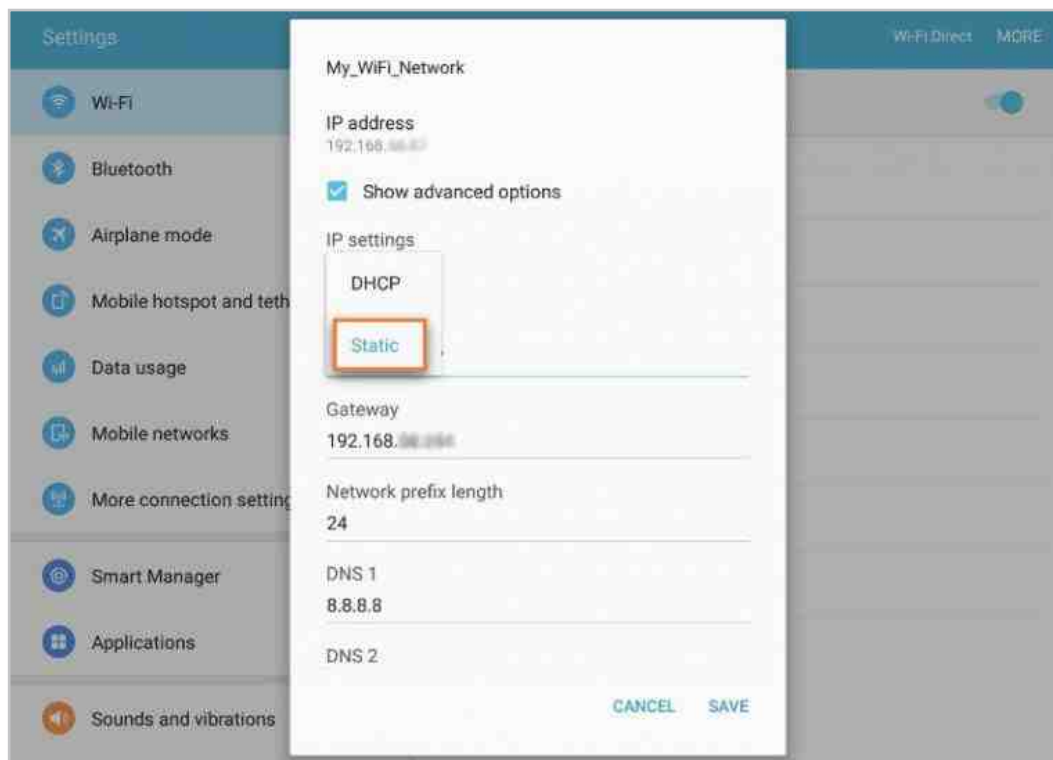 Settings
Wi-Fi Direct MORE
Wi-Fi
Bluetooth
Airplane mode
Mobile hotspot and teth
Data usage
Mobile networks
More connection setting
Smart Manager
Applications
Sounds and vibrations
My_WiFi_Network
IP address
192.168.
Show advanced options
IP settings
DHCP
Static
Gateway
192.168.
Network prefix length
24
DNS 1
8.8.8.8
DNS 2
CANCEL SAVE